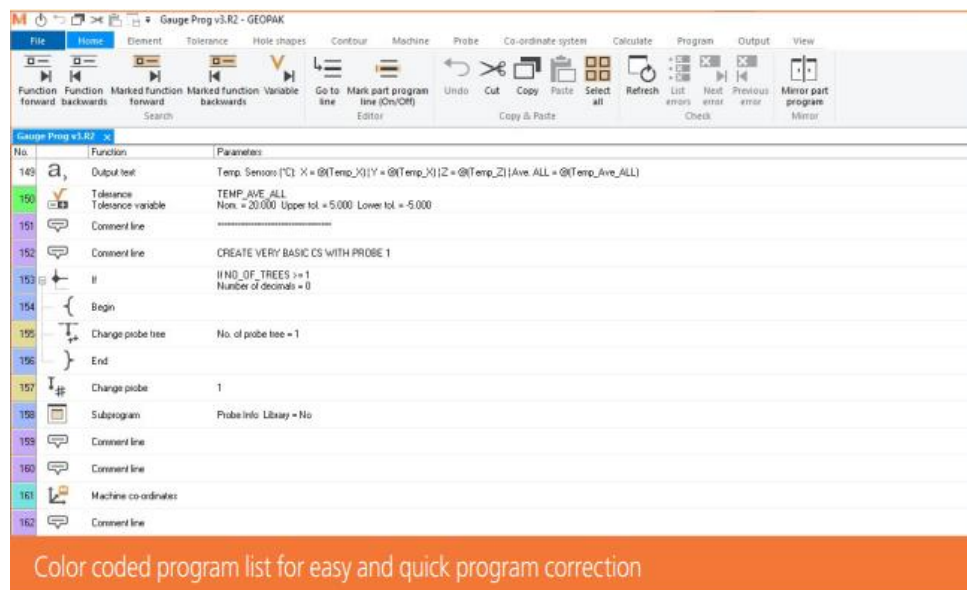 M Gauge Prog v3.R2 - GEOPAK
File Home Element Tolerance Hole shapes Contour Machine Probe Co-ordinate system Calculate Program Output View
Function forward Function backwards Marked function forward Marked function backwards Variable Go to line Mark part program line (On/Off) Undo Cut Copy Paste Select all Refresh List errors Next error Previous error Mirror part program
Search Editor Copy & Paste Check Mirror
Gauge Prog v3.R2 x
No. Function Parameters
149 a, Output text Temp. Sensors (°C): X = @(Temp_X) | Y = @(Temp_X) | Z = @(Temp_Z) | Ave. ALL = @(Temp_Ave_ALL)
150 Tolerance TEMP_AVE_ALL
Tolerance variable Nom. = 20.000 Upper tol. = 5.000 Lower tol. = -5.000
151 Comment line
152 Comment line CREATE VERY BASIC CS WITH PROBE 1
153 If If NO_OF_TREES >= 1
Number of decimals = 0
154 { Begin
155 Change probe tree No. of probe tree = 1
156 } End
157 # Change probe 1
158 Subprogram Probe Info Library = No
159 Comment line
160 Comment line
161 Machine co-ordinates
162 Comment line
Color coded program list for easy and quick program correction